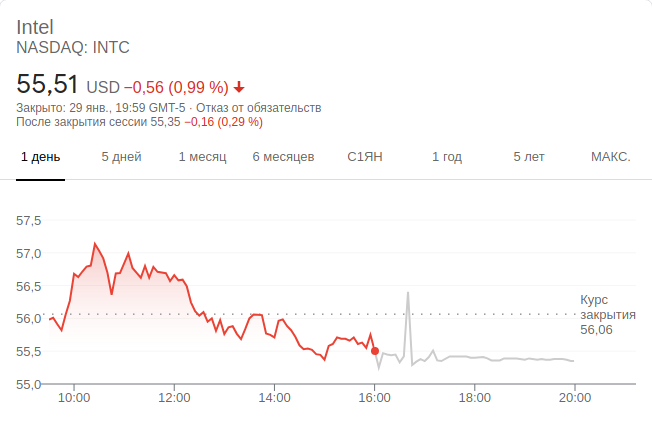 Intel
NASDAQ: INTC
55,51 USD −0,56 (0,99 %)
Закрыто: 29 янв., 19:59 GMT-5 · Отказ от обязательств
После закрытия сессии 55,35 −0,16 (0,29 %)
1 день 5 дней 1 месяц 6 месяцев С1ЯН 1 год 5 лет МАКС.
57,5
57,0
56,5
56,0
55,5
55,0
Курс
закрытия
56,06
10:00 12:00 14:00 16:00 18:00 20:00